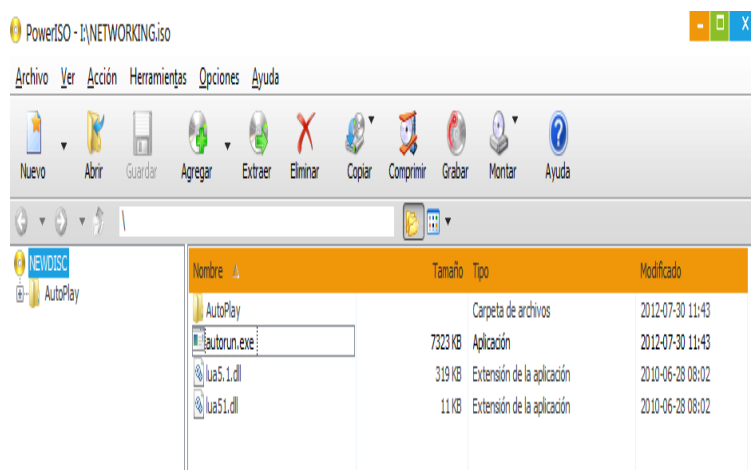 PowerISO - I:\NETWORKING.iso
X
Archivo Ver Acción Herramientas Opciones Ayuda
Nuevo Abrir Guardar Agregar Extraer Eliminar Copiar Comprimir Grabar Montar Ayuda
\
NEWDISC
AutoPlay
Nombre Tamaño Tipo Modificado
AutoPlay Carpeta de archivos 2012-07-30 11:43
autorun.exe 7323 KB Aplicación 2012-07-30 11:43
lua5.1.dll 319 KB Extensión de la aplicación 2010-06-28 08:02
lua51.dll 11 KB Extensión de la aplicación 2010-06-28 08:02